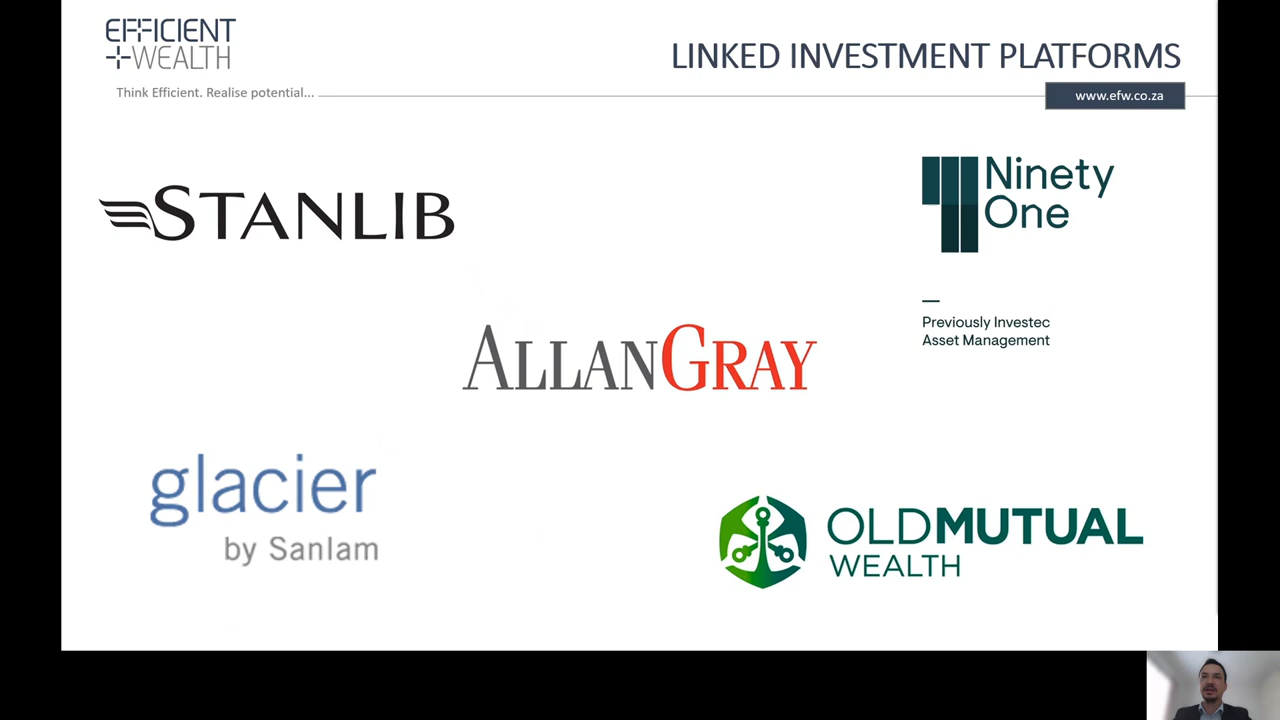 EFFICIENT
WEALTH
LINKED INVESTMENT PLATFORMS
Think Efficient. Realise potential...
www.efw.co.za
STANLIB
Ninety
One
Previously Investec
Asset Management
ALLANGRAY
glacier
by Sanlam
OLDMUTUAL
WEALTH